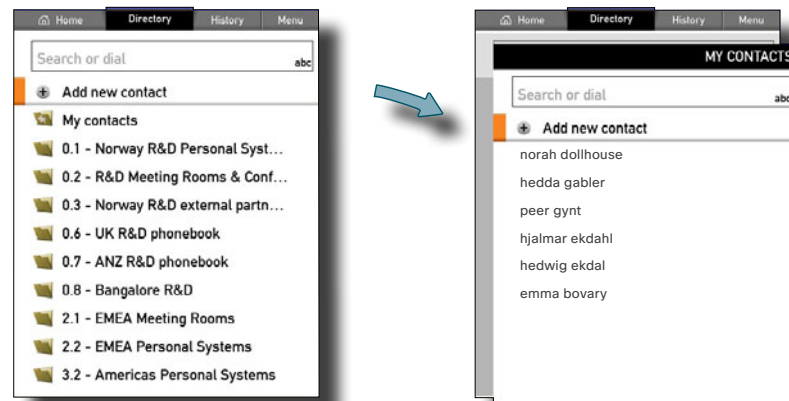 Home Directory History Menu
Search or dial abc
Add new contact
My contacts
0.1 - Norway R&D Personal Syst...
0.2 - R&D Meeting Rooms & Conf...
0.3 - Norway R&D external partn...
0.6 - UK R&D phonebook
0.7 - ANZ R&D phonebook
0.8 - Bangalore R&D
2.1 - EMEA Meeting Rooms
2.2 - EMEA Personal Systems
3.2 - Americas Personal Systems
Home Directory History Menu
MY CONTACTS
Search or dial abc
Add new contact
norah dollhouse
hedda gabler
peer gynt
hjalmar ekdahl
hedwig ekdal
emma bovary